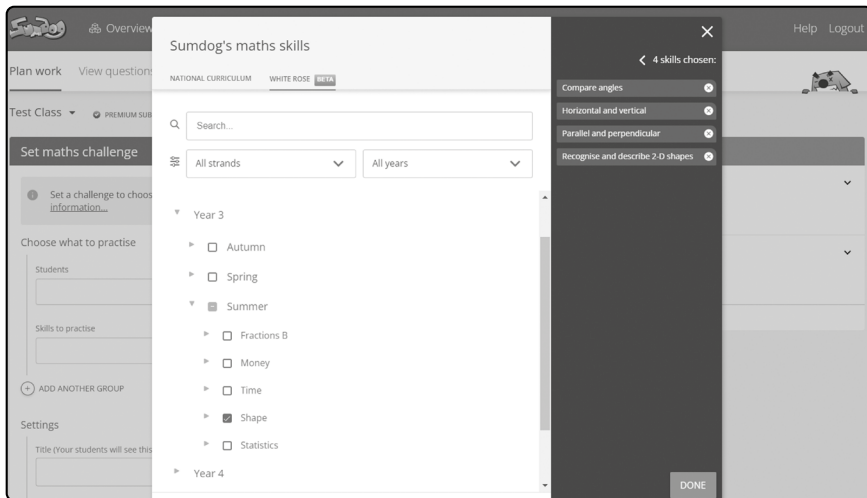 Sumdog
Overview
Help Logout
Plan work View questions
Test Class PREMIUM SUB
Set maths challenge
Set a challenge to choos
information...
Choose what to practise
Students
Skills to practise
ADD ANOTHER GROUP
Settings
Title (Your students will see this
Sumdog's maths skills
NATIONAL CURRICULUM WHITE ROSE BETA
Search...
All strands All years
Year 3
Autumn
Spring
Summer
Fractions B
Money
Time
Shape
Statistics
Year 4
4 skills chosen:
Compare angles
Horizontal and vertical
Parallel and perpendicular
Recognise and describe 2-D shapes
DONE